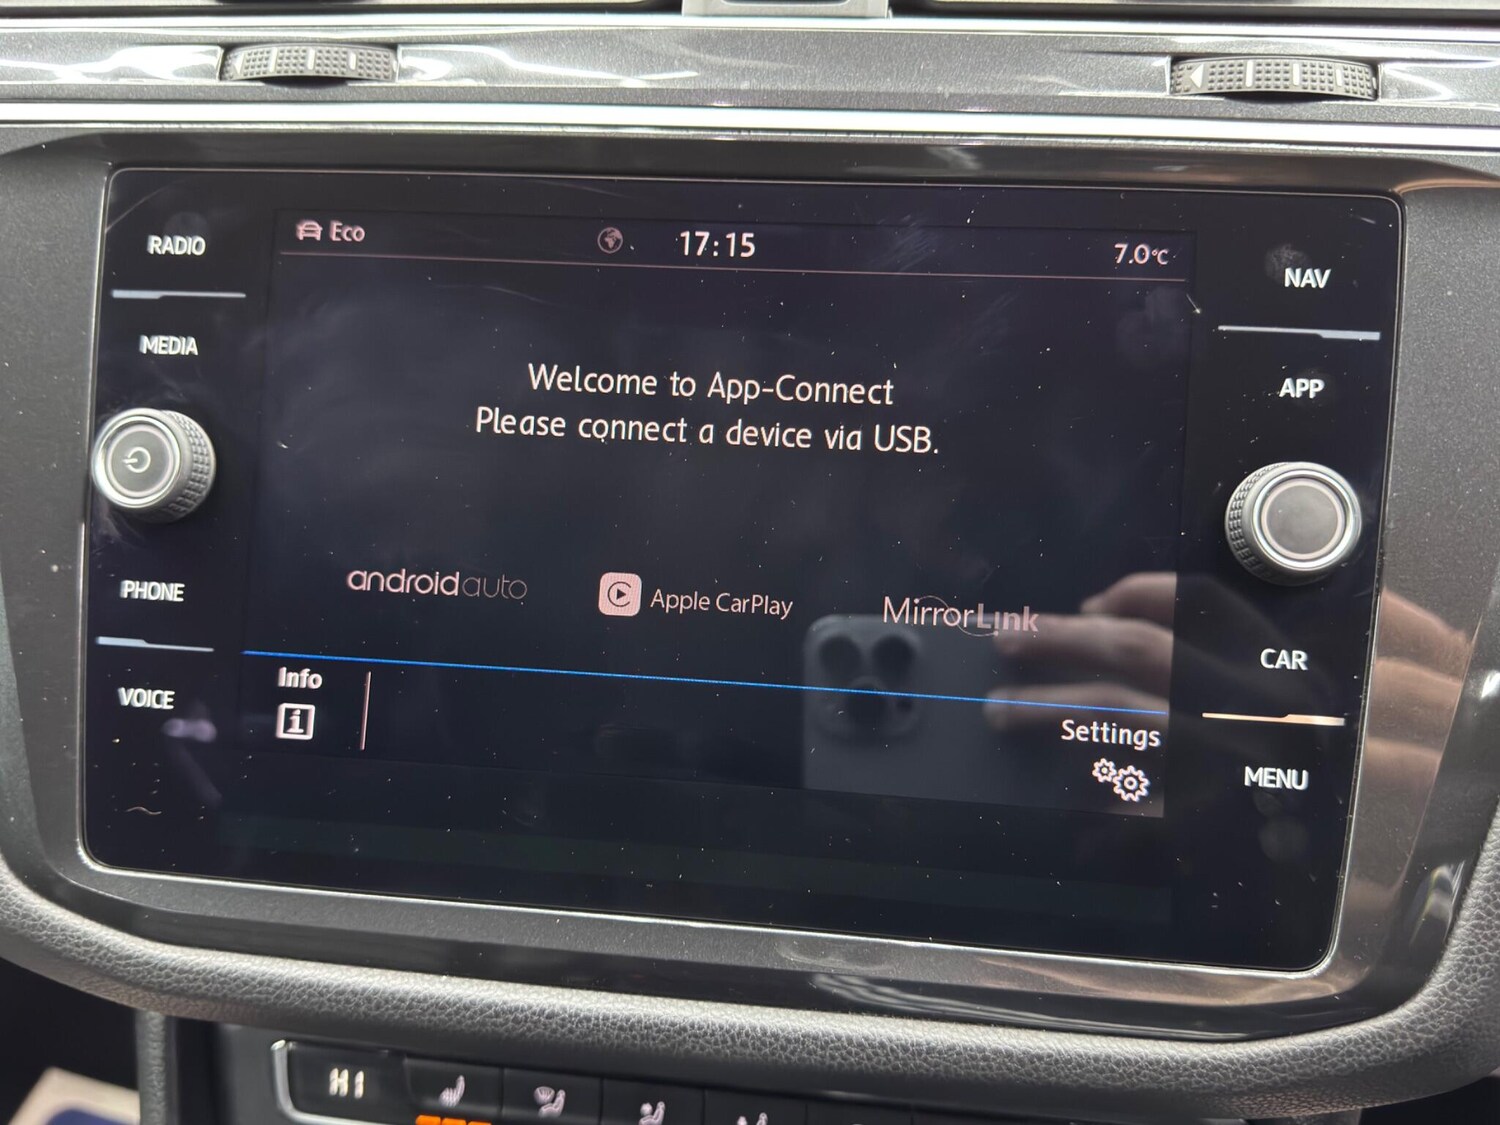 RADIO
MEDIA
PHONE
VOICE
Eco
17:15
7.0°C
Welcome to App-Connect
Please connect a device via USB.
androidauto
Apple CarPlay
MirrorLink
Info
i
Settings
NAV
APP
CAR
MENU
HI